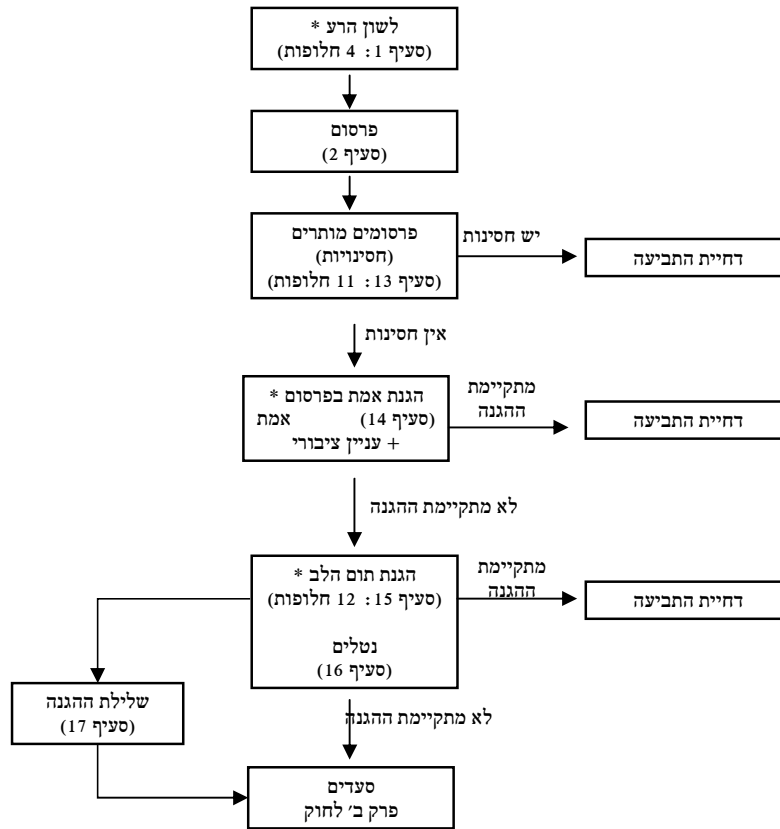 לשון הרע *
(סעיף 1: 4 חלופות)
פרסום
(סעיף 2)
פרסומים מותרים
(חסינויות)
(סעיף 13: 11 חלופות)
יש חסינות
דחיית התביעה
אין חסינות
הגנת אמת בפרסום *
(סעיף 14) אמת
+ עניין ציבורי
מתקיימת
ההגנה
דחיית התביעה
לא מתקיימת ההגנה
הגנת תום הלב *
(סעיף 15: 12 חלופות)
נטלים
(סעיף 16)
מתקיימת
ההגנה
דחיית התביעה
שלילת ההגנה
(סעיף 17)
לא מתקיימת ההגנה
סעדים
פרק ב' לחוק